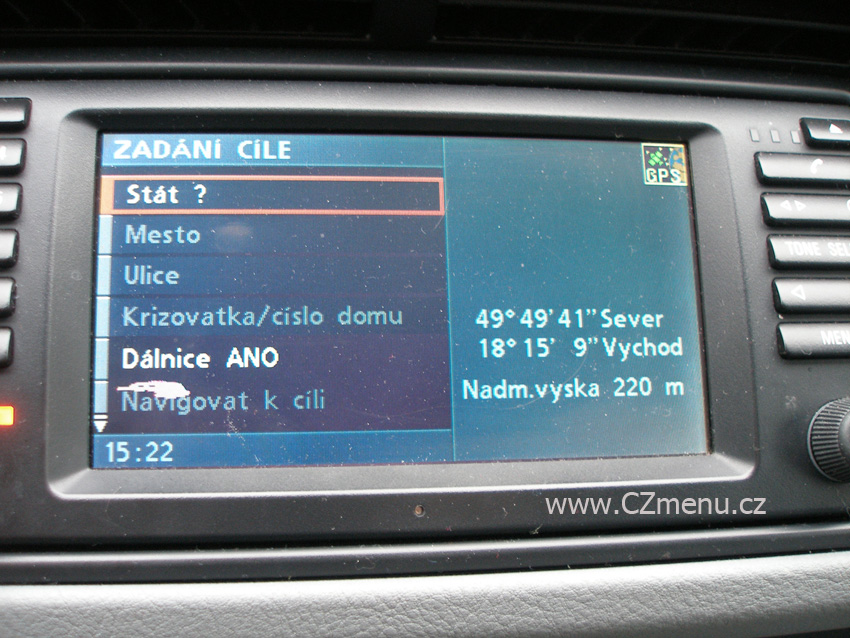 ZADÁNÍ CÍLE
GPS
Stát ?
Mesto
Ulice
Krizovatka/císlo domu
Dálnice ANO
Navigovat k cíli
15:22
49°49'41"Sever
18°15' 9"Vychod
Nadm.vyska 220 m
TONE SEL
MEN
www.CZmenu.cz